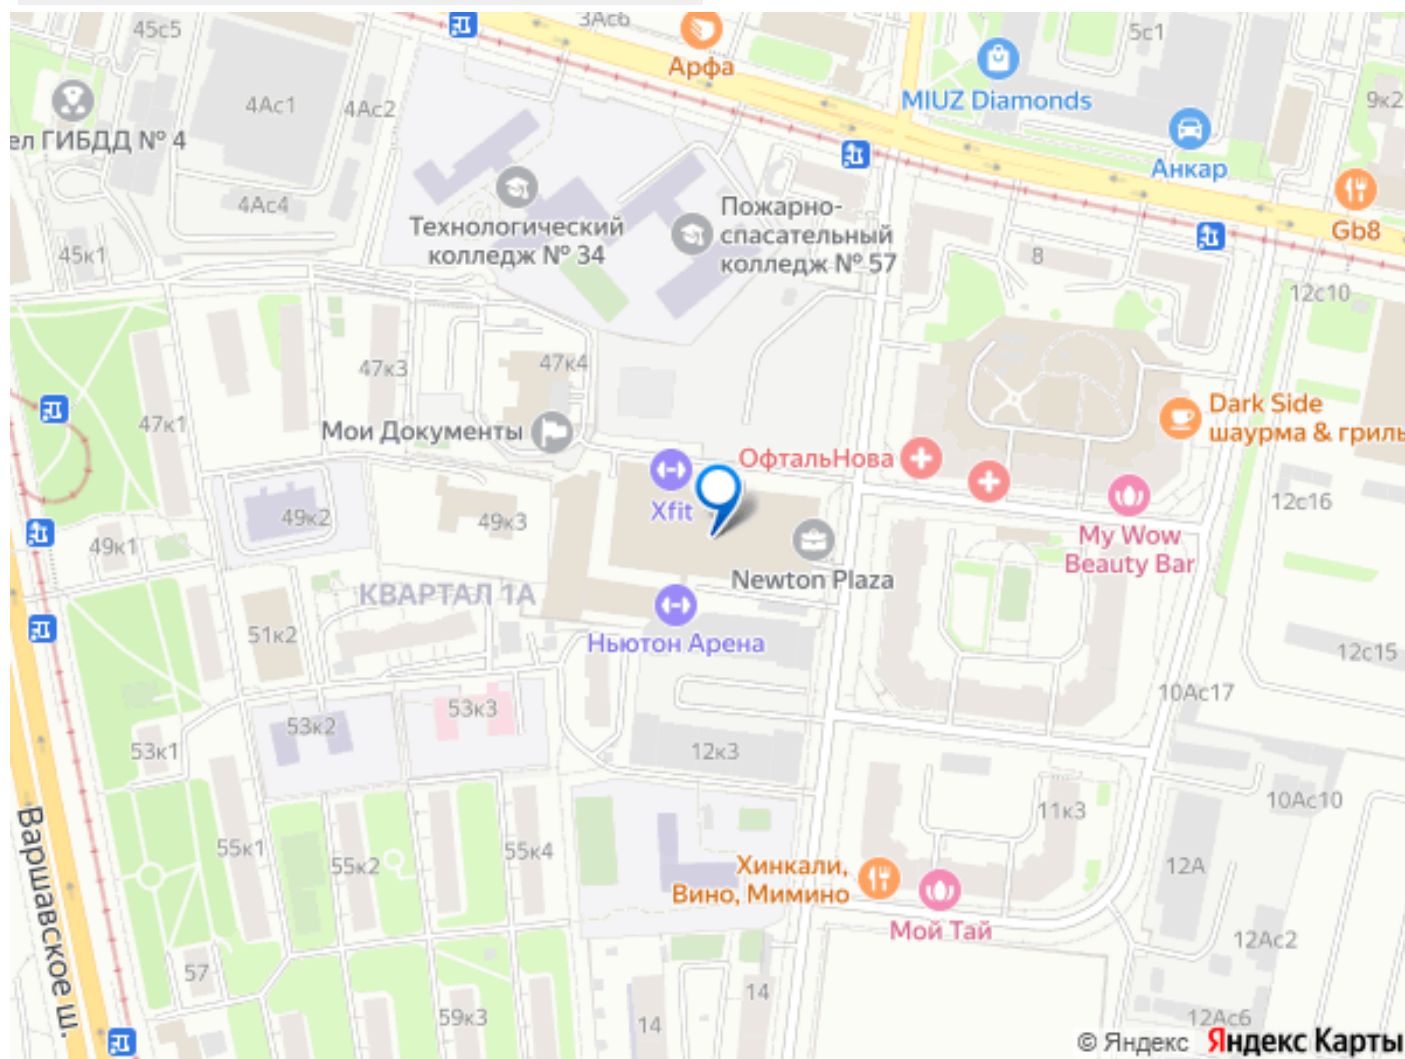 45с5
3Ас6
Арфа
5с1
MIUZ Diamonds
9к2
4Ас1
4Ас2
ел ГИБДД № 4
Анкар
4Ас4
Технологический
колледж № 34
Пожарно-
спасательный
колледж № 57
Gb8
45к1
8
12с10
47к3
47к4
47к1
Мои Документы
Dark Side
шаурма & гриль
ОфтальНова
Xfit
12с16
49к2
49к3
49к1
My Wow
Beauty Bar
Newton Plaza
КВАРТАЛ 1А
51к2
Ньютон Арена
12с15
10Ас17
53к3
53к2
53к1
12к3
10Ас10
11к3
Варшавское ш.
55к1
55к2
55к4
12А
Хинкали,
Вино, Мимино
Мой Тай
12Ас2
57
14
59к3
14
12Ас6
© Яндекс Яндекс Карты